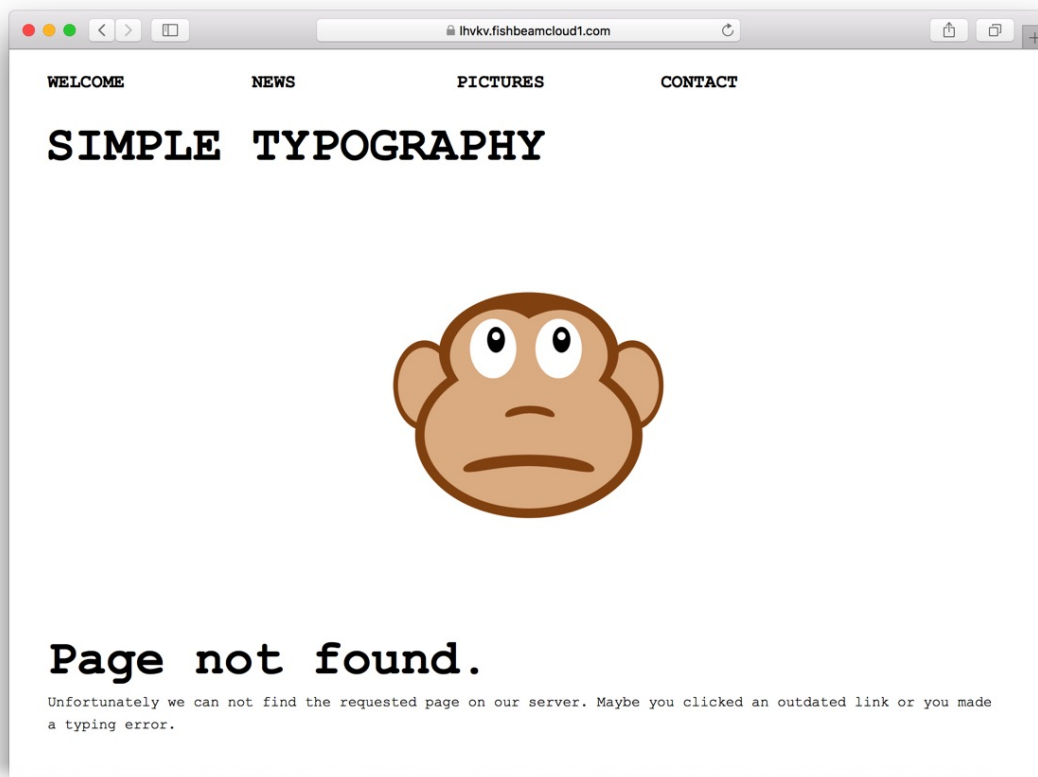 lhvkv.fishbeamcloud1.com
WELCOME NEWS PICTURES CONTACT
SIMPLE TYPOGRAPHY
Page not found.
Unfortunately we can not find the requested page on our server. Maybe you clicked an outdated link or you made
a typing error.